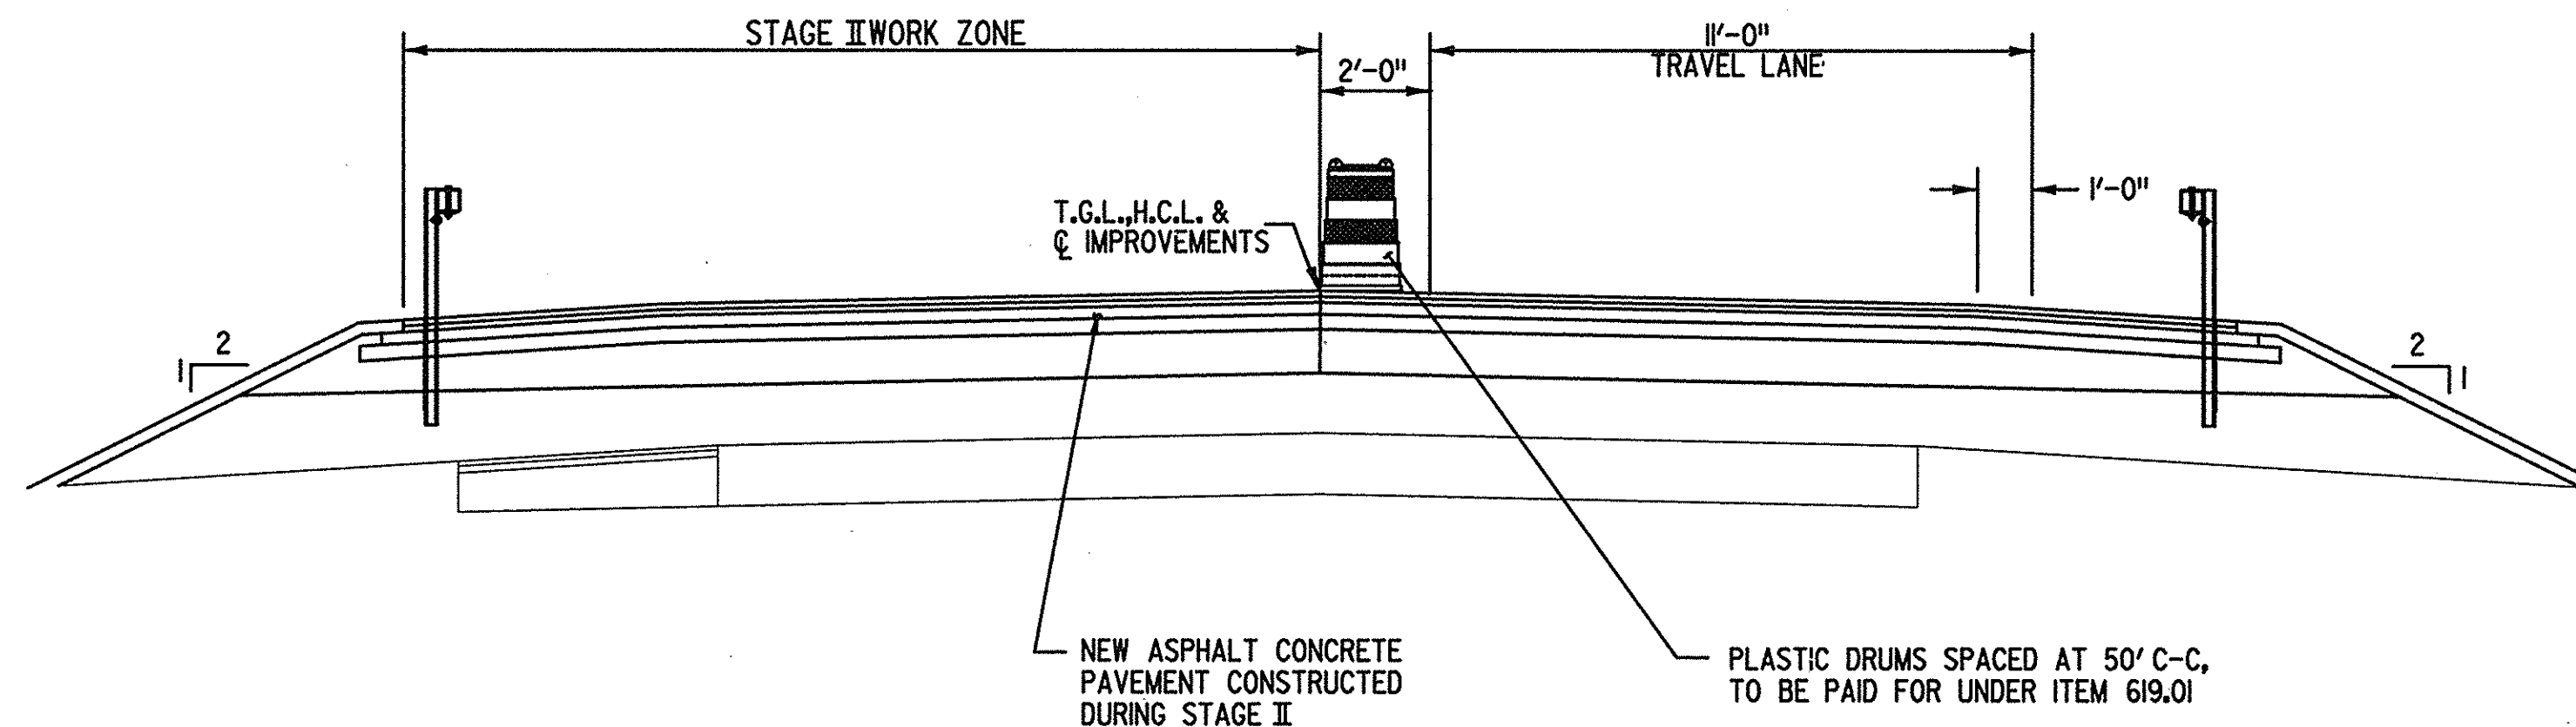 STAGE II WORK ZONE
11'-0"
TRAVEL LANE
2'-0"
1'-0"
T.G.L.,H.C.L. &
℄ IMPROVEMENTS
2
1
2
1
NEW ASPHALT CONCRETE
PAVEMENT CONSTRUCTED
DURING STAGE II
PLASTIC DRUMS SPACED AT 50' C-C,
TO BE PAID FOR UNDER ITEM 619.01